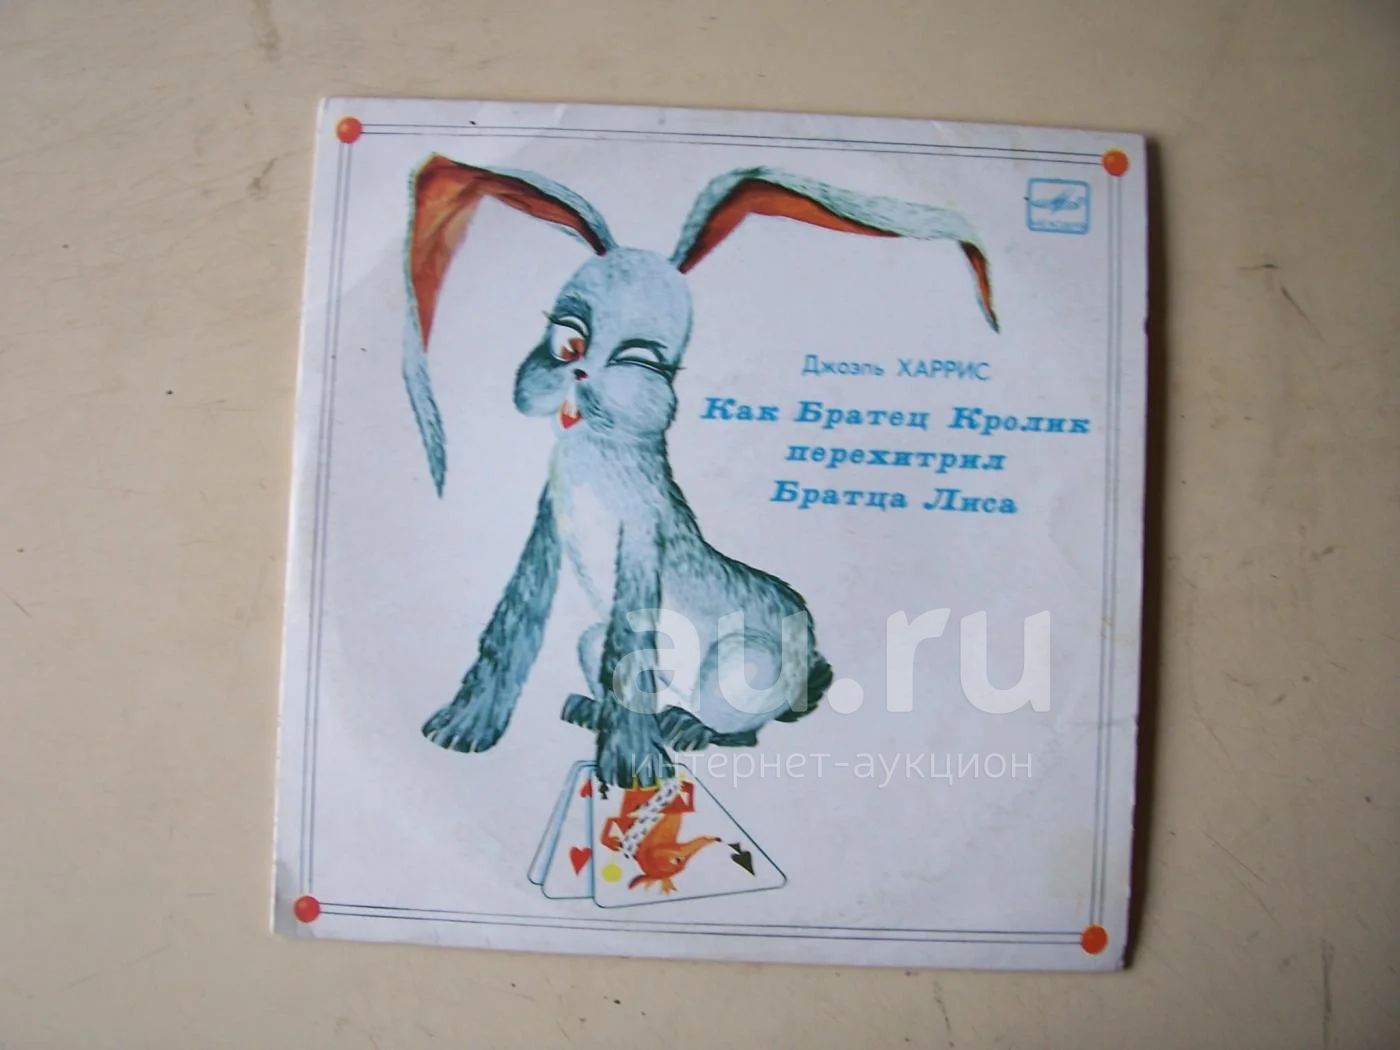 Джоэль ХАРРИС
Как Братец Кролик
перехитрил
Братца Лиса
au.ru
интернет-аукцион